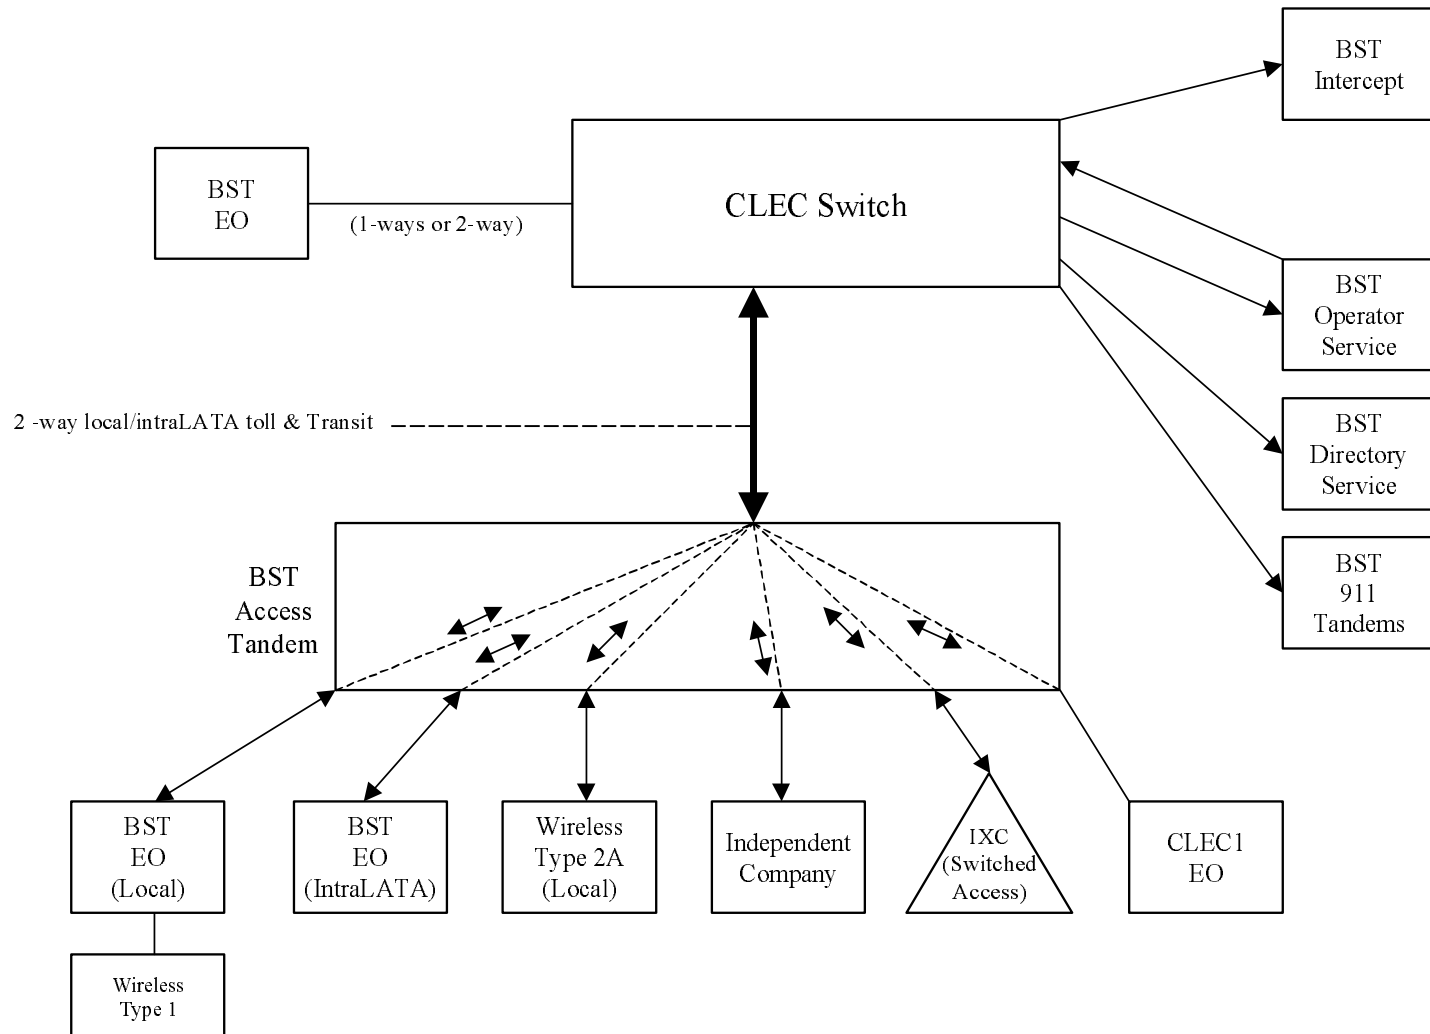 BST
Intercept
BST
EO
(1-ways or 2-way)
CLEC Switch
BST
Operator
Service
2 -way local/intraLATA toll & Transit
BST
Directory
Service
BST
Access
Tandem
BST
911
Tandems
BST
EO
(Local)
BST
EO
(IntraLATA)
Wireless
Type 2A
(Local)
Independent
Company
IXC
(Switched
Access)
CLEC1
EO
Wireless
Type 1